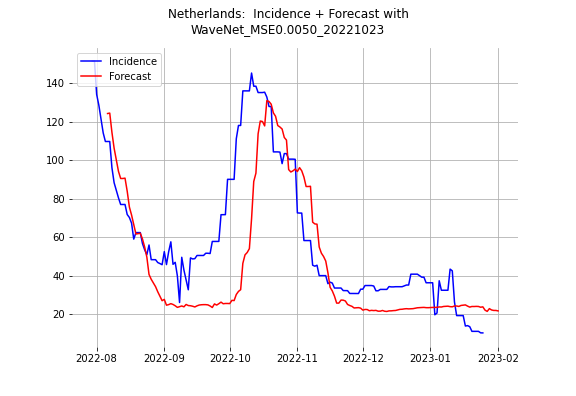 Netherlands:  Incidence + Forecast with
WaveNet_MSE0.0050_20221023
Incidence
Forecast
140
120
100
80
60
40
20
2022-08 2022-09 2022-10 2022-11 2022-12 2023-01 2023-02